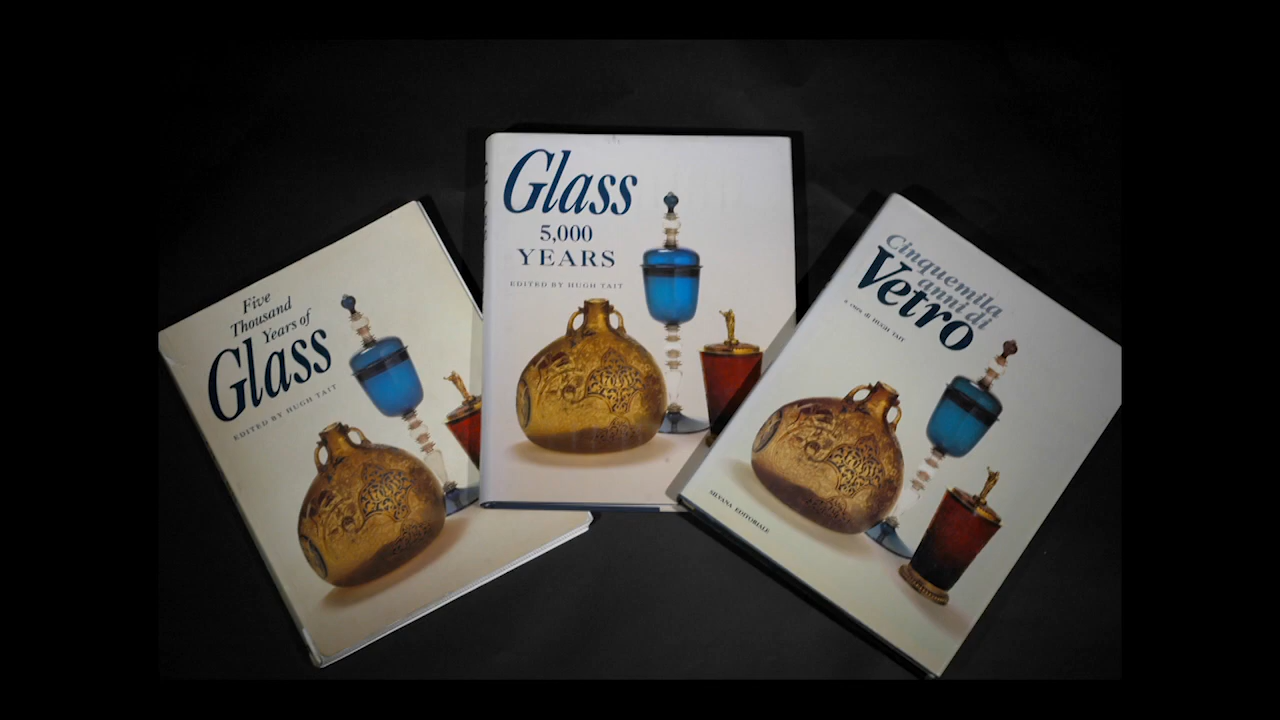 Five
Thousand
Years of
Glass
EDITED BY HUGH TAIT
Glass
5,000
YEARS
EDITED BY HUGH TAIT
Cinquemila
anni di
Vetro
a cura di HUGH TAIT
SILVANA EDITORIALE